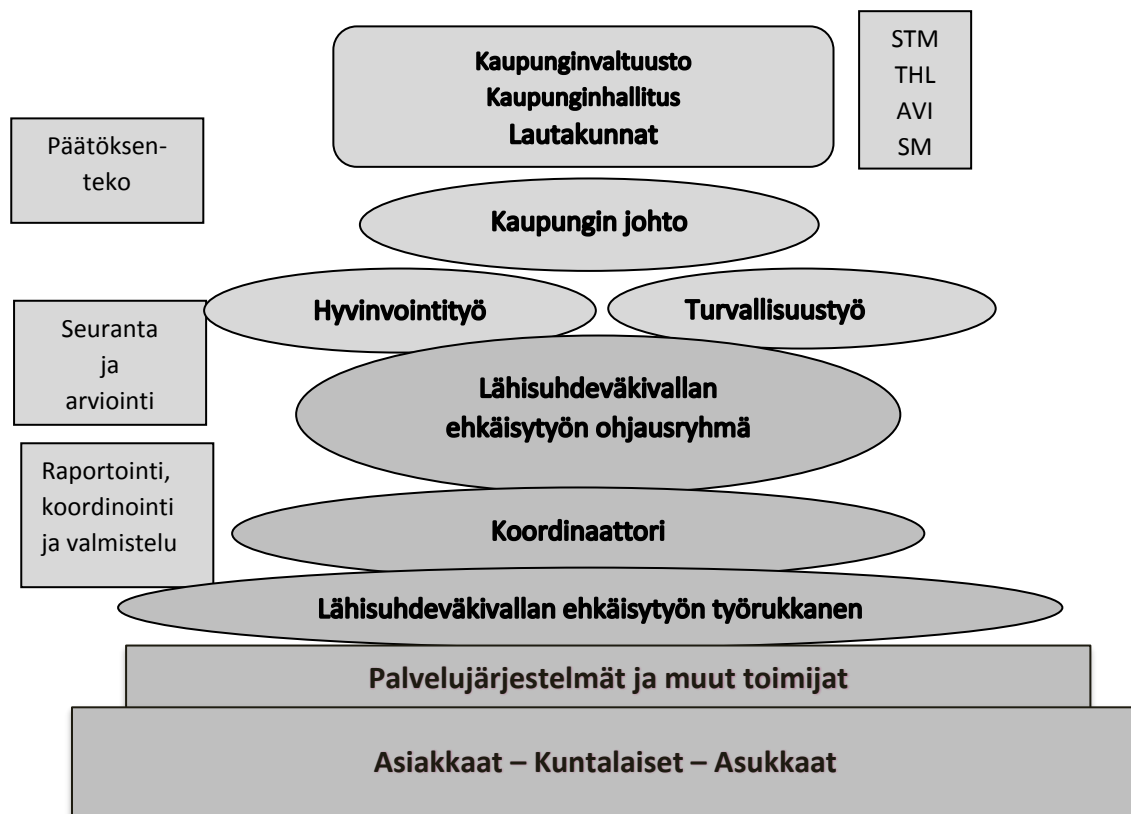 Kaupunginvaltuusto
Kaupunginhallitus
Lautakunnat
STM
THL
AVI
SM
Päätöksen-
teko
Kaupungin johto
Hyvinvointityö
Turvallisuustyö
Seuranta
ja
arviointi
Lähisuhdeväkivallan
ehkäisytyön ohjausryhmä
Raportointi,
koordinointi
ja valmistelu
Koordinaattori
Lähisuhdeväkivallan ehkäisytyön työrukkanen
Palvelujärjestelmät ja muut toimijat
Asiakkaat – Kuntalaiset – Asukkaat